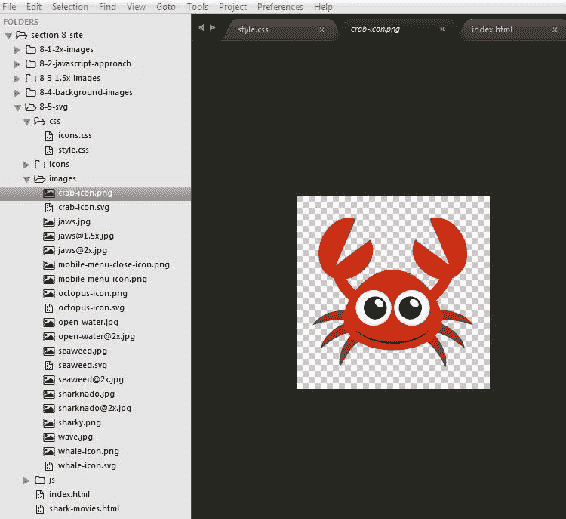 File Edit Selection Find View Goto Tools Project Preferences Help
FOLDERS
section-8-site
8-1-2x-images
8-2-javascript-approach
8-3-1.5x-images
8-4-background-images
8-5-svg
css
icons.css
style.css
icons
images
crab-icon.png
crab-icon.svg
jaws.jpg
jaws@1.5x.jpg
jaws@2x.jpg
mobile-menu-close-icon.png
mobile-menu-icon.png
octopus-icon.png
octopus-icon.svg
open-water.jpg
open-water@2x.jpg
seaweed.jpg
seaweed.svg
seaweed@2x.jpg
sharknado.jpg
sharknado@2x.jpg
sharky.png
wave.jpg
whale-icon.png
whale-icon.svg
js
index.html
shark-movies.html
style.css
crab-icon.png
index.html